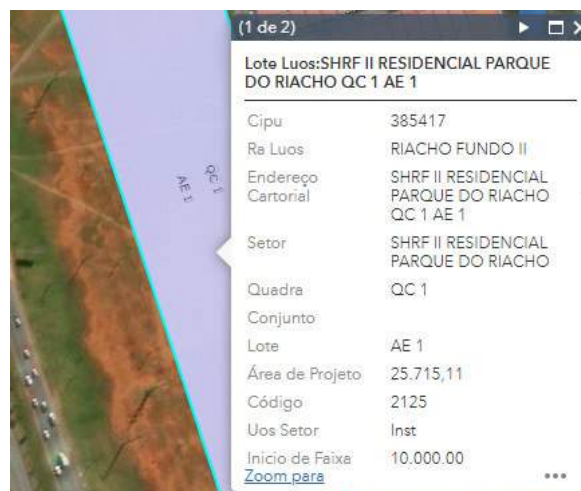 (1 de 2)
Lote Luos:SHRF II RESIDENCIAL PARQUE
DO RIACHO QC 1 AE 1
Cipu 385417
Ra Luos RIACHO FUNDO II
Endereço SHRF II RESIDENCIAL
Cartorial PARQUE DO RIACHO
QC 1 AE 1
Setor SHRF II RESIDENCIAL
PARQUE DO RIACHO
Quadra QC 1
Conjunto
Lote AE 1
Área de Projeto 25.715,11
Código 2125
Uos Setor Inst
Inicio de Faixa 10.000.00
Zoom para
QC 1
AE 1